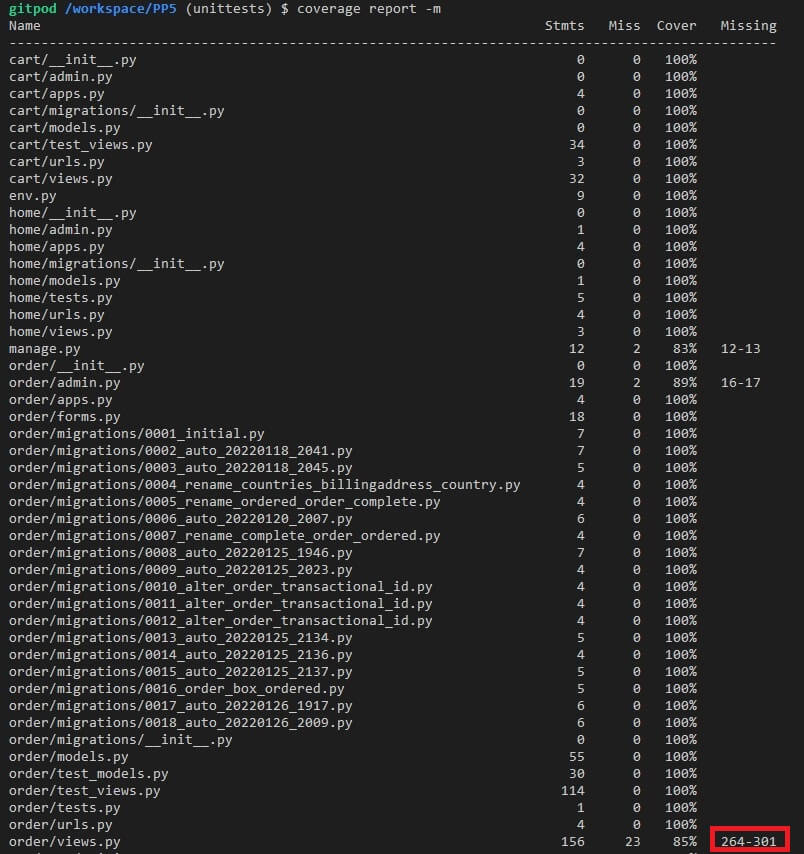 gitpod /workspace/PP5 (unittests) $ coverage report -m
Name Stmts Miss Cover Missing
------------------------------------------------------------------------------------------------
cart/__init__.py 0 0 100%
cart/admin.py 0 0 100%
cart/apps.py 4 0 100%
cart/migrations/__init__.py 0 0 100%
cart/models.py 0 0 100%
cart/test_views.py 34 0 100%
cart/urls.py 3 0 100%
cart/views.py 32 0 100%
env.py 9 0 100%
home/__init__.py 0 0 100%
home/admin.py 1 0 100%
home/apps.py 4 0 100%
home/migrations/__init__.py 0 0 100%
home/models.py 1 0 100%
home/tests.py 5 0 100%
home/urls.py 4 0 100%
home/views.py 3 0 100%
manage.py 12 2 83% 12-13
order/__init__.py 0 0 100%
order/admin.py 19 2 89% 16-17
order/apps.py 4 0 100%
order/forms.py 18 0 100%
order/migrations/0001_initial.py 7 0 100%
order/migrations/0002_auto_20220118_2041.py 7 0 100%
order/migrations/0003_auto_20220118_2045.py 5 0 100%
order/migrations/0004_rename_countries_billingaddress_country.py 4 0 100%
order/migrations/0005_rename_ordered_order_complete.py 4 0 100%
order/migrations/0006_auto_20220120_2007.py 6 0 100%
order/migrations/0007_rename_complete_order_ordered.py 4 0 100%
order/migrations/0008_auto_20220125_1946.py 7 0 100%
order/migrations/0009_auto_20220125_2023.py 4 0 100%
order/migrations/0010_alter_order_transactional_id.py 4 0 100%
order/migrations/0011_alter_order_transactional_id.py 4 0 100%
order/migrations/0012_alter_order_transactional_id.py 4 0 100%
order/migrations/0013_auto_20220125_2134.py 5 0 100%
order/migrations/0014_auto_20220125_2136.py 4 0 100%
order/migrations/0015_auto_20220125_2137.py 5 0 100%
order/migrations/0016_order_box_ordered.py 5 0 100%
order/migrations/0017_auto_20220126_1917.py 6 0 100%
order/migrations/0018_auto_20220126_2009.py 6 0 100%
order/migrations/__init__.py 0 0 100%
order/models.py 55 0 100%
order/test_models.py 30 0 100%
order/test_views.py 114 0 100%
order/tests.py 1 0 100%
order/urls.py 4 0 100%
order/views.py 156 23 85% 264-301